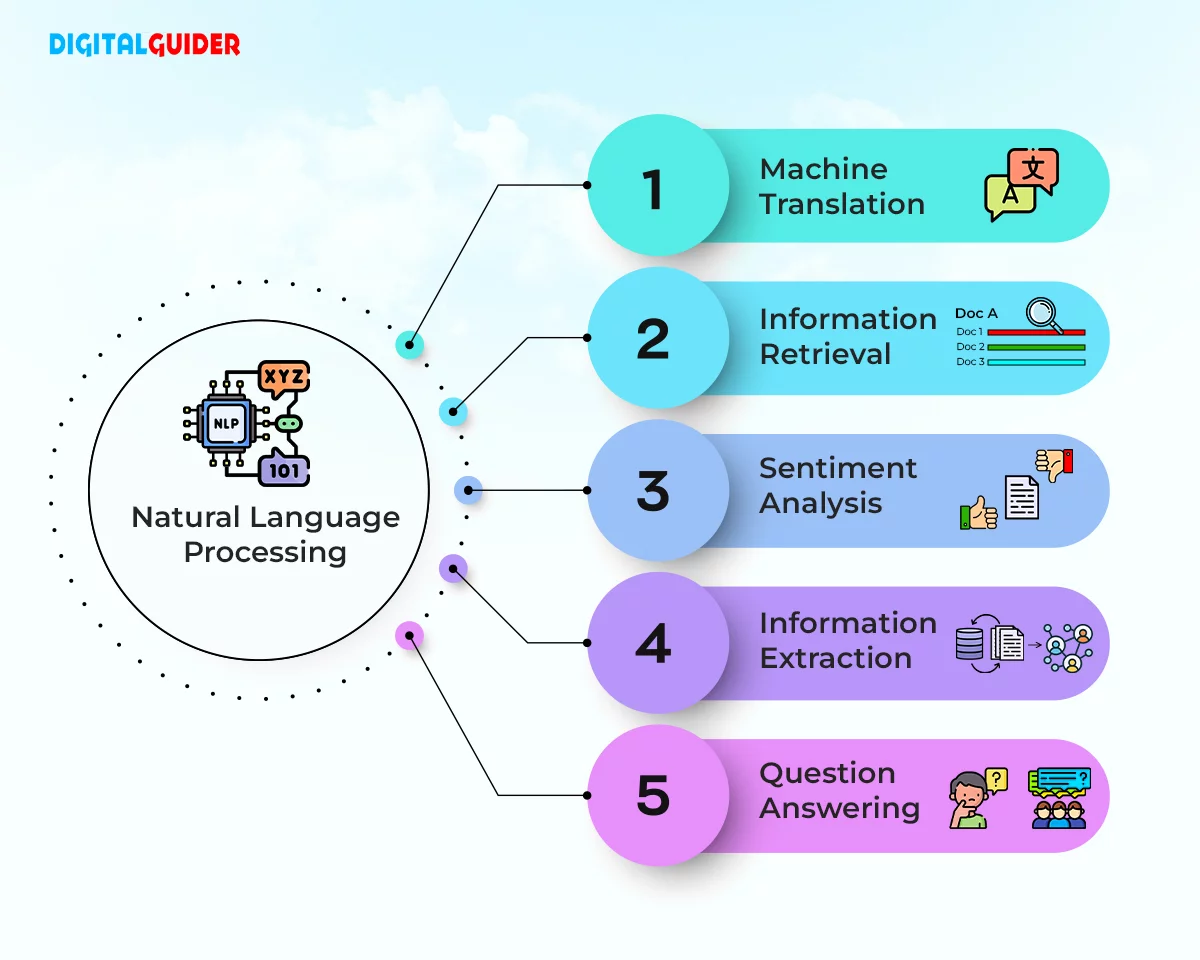 DIGITALGUIDER
XYZ
NLP
101
Natural Language
Processing
1
Machine
Translation
文
A
2
Information
Retrieval
Doc A
Doc 1
Doc 2
Doc 3
3
Sentiment
Analysis
4
Information
Extraction
5
Question
Answering
?
?